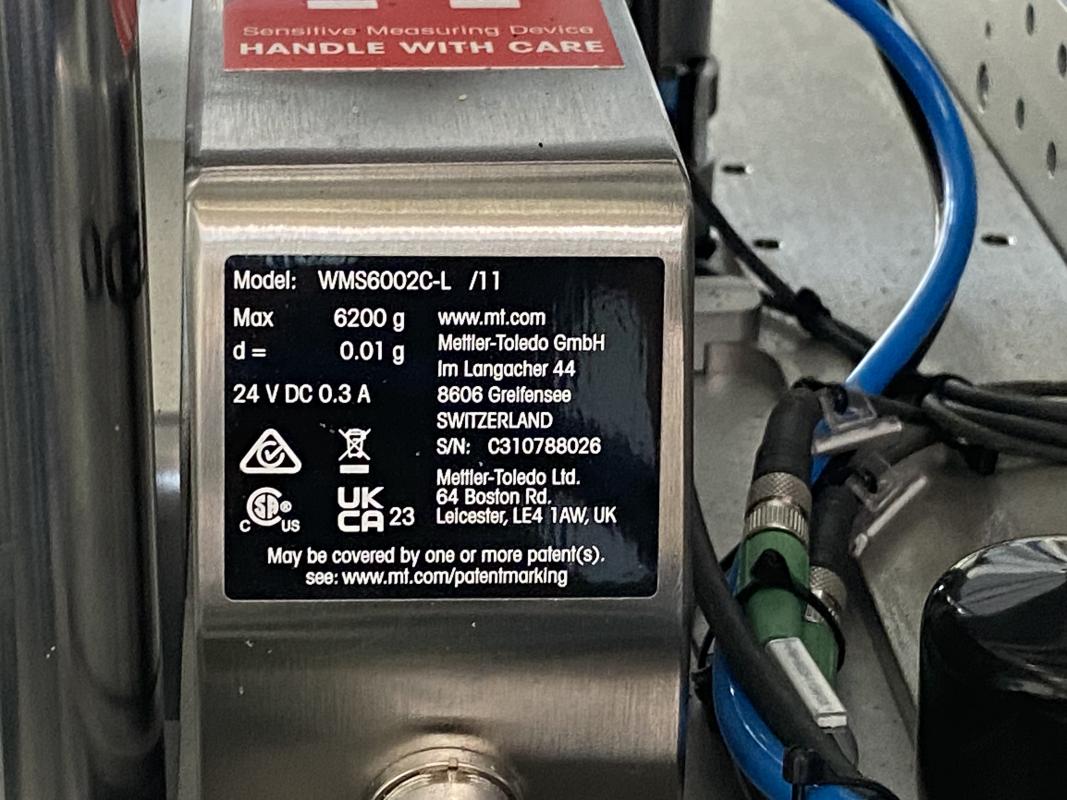 Sensitive Measuring Device
HANDLE WITH CARE
Model: WMS6002C-L /11
Max 6200 g
d = 0.01 g
24 V DC 0.3 A
www.mt.com
Mettler-Toledo GmbH
Im Langacher 44
8606 Greifensee
SWITZERLAND
S/N: C310788026
Mettler-Toledo Ltd.
64 Boston Rd.
Leicester, LE4 1AW, UK
C SA® US
UK
CA 23
May be covered by one or more patent(s).
see: www.mt.com/patentmarking